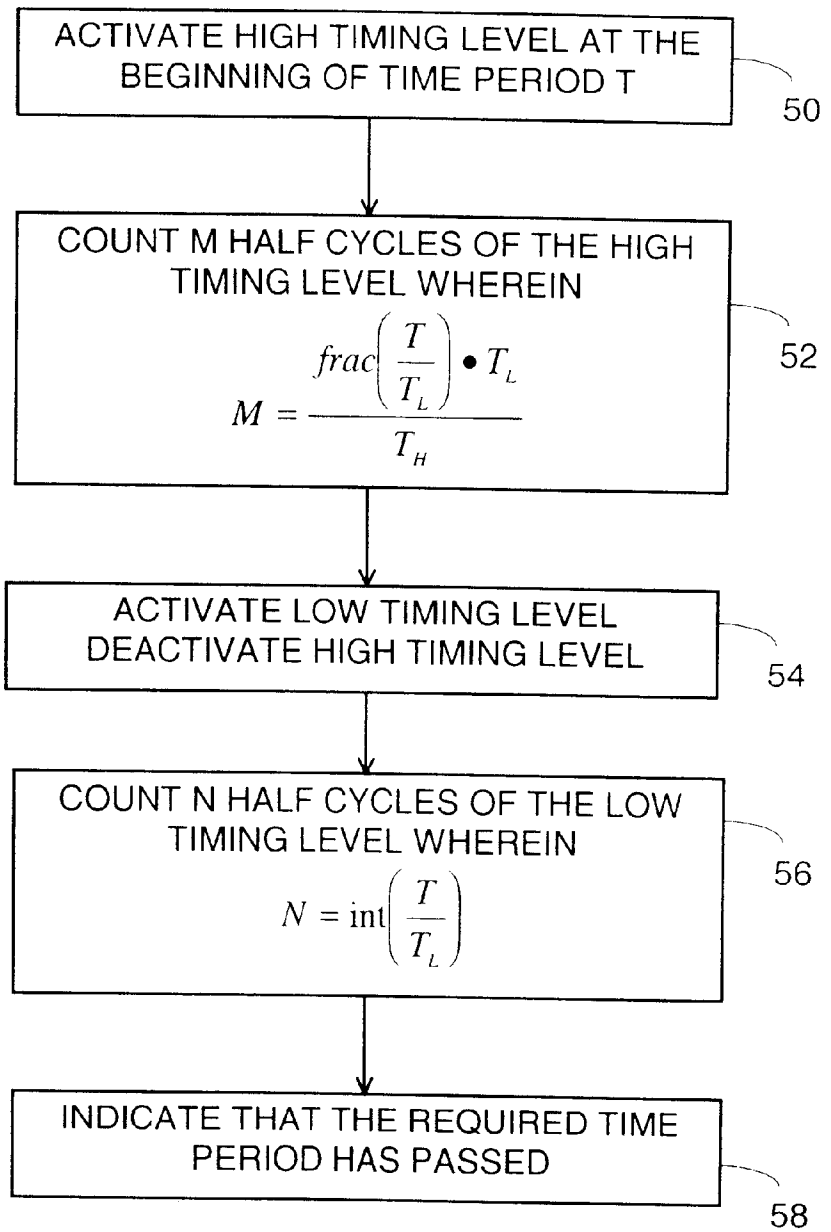 ACTIVATE HIGH TIMING LEVEL AT THE
BEGINNING OF TIME PERIOD T
50
COUNT M HALF CYCLES OF THE HIGH
TIMING LEVEL WHEREIN
M = frac(T/T_L) • T_L / T_H
52
ACTIVATE LOW TIMING LEVEL
DEACTIVATE HIGH TIMING LEVEL
54
COUNT N HALF CYCLES OF THE LOW
TIMING LEVEL WHEREIN
N = int(T/T_L)
56
INDICATE THAT THE REQUIRED TIME
PERIOD HAS PASSED
58